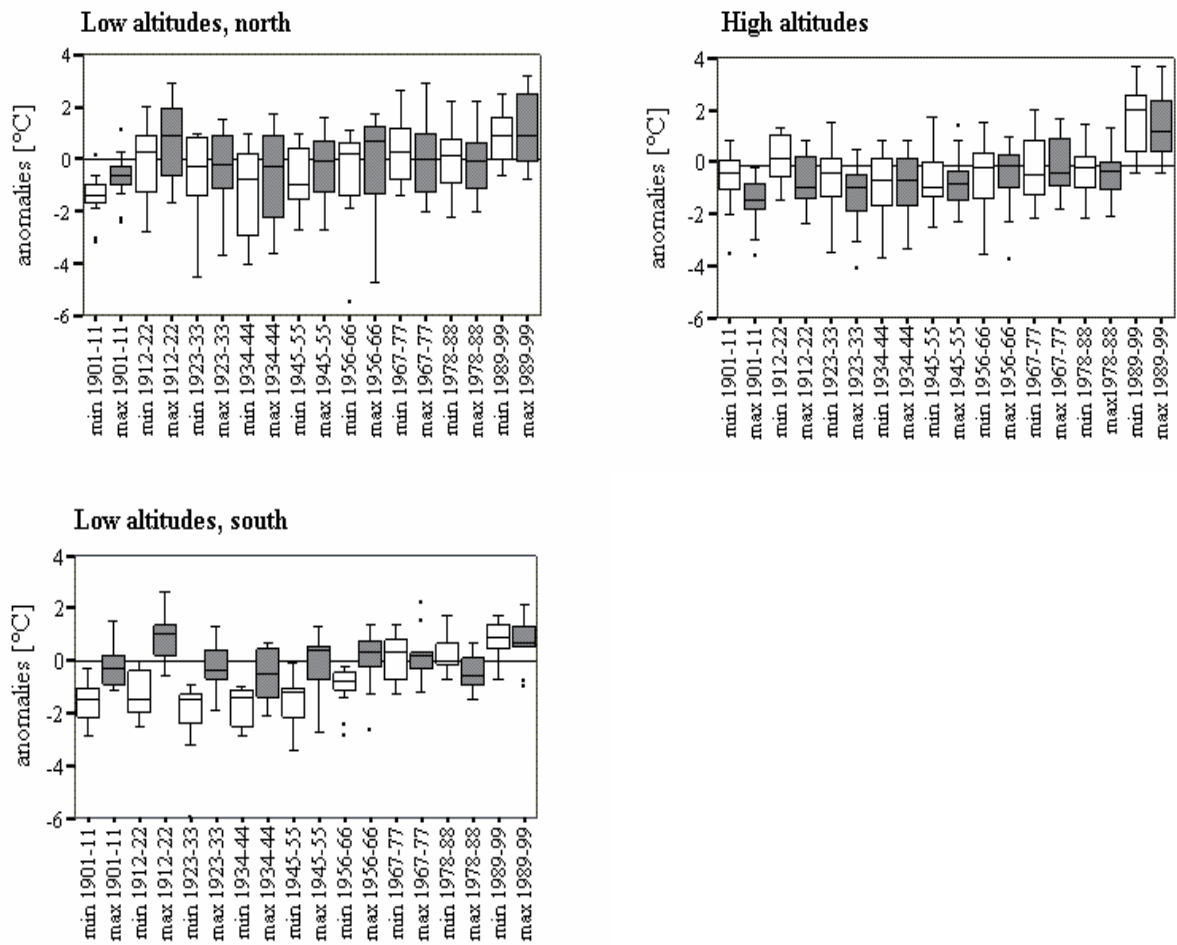 Low altitudes, north
4
2
0
-2
-4
-6
anomalies [°C]
min 1901-11
max 1901-11
min 1912-22
max 1912-22
min 1923-33
max 1923-33
min 1934-44
max 1934-44
min 1945-55
max 1945-55
min 1956-66
max 1956-66
min 1967-77
max 1967-77
min 1978-88
max 1978-88
min 1989-99
max 1989-99
High altitudes
4
2
0
-2
-4
-6
anomalies [°C]
min 1901-11
max 1901-11
min 1912-22
max 1912-22
min 1923-33
max 1923-33
min 1934-44
max 1934-44
min 1945-55
max 1945-55
min 1956-66
max 1956-66
min 1967-77
max 1967-77
min 1978-88
max1978-88
min 1989-99
max 1989-99
Low altitudes, south
4
2
0
-2
-4
-6
anomalies [°C]
min 1901-11
max 1901-11
min 1912-22
max 1912-22
min 1923-33
max 1923-33
min 1934-44
max 1934-44
min 1945-55
max 1945-55
min 1956-66
max 1956-66
min 1967-77
max 1967-77
min 1978-88
max 1978-88
min 1989-99
max 1989-99